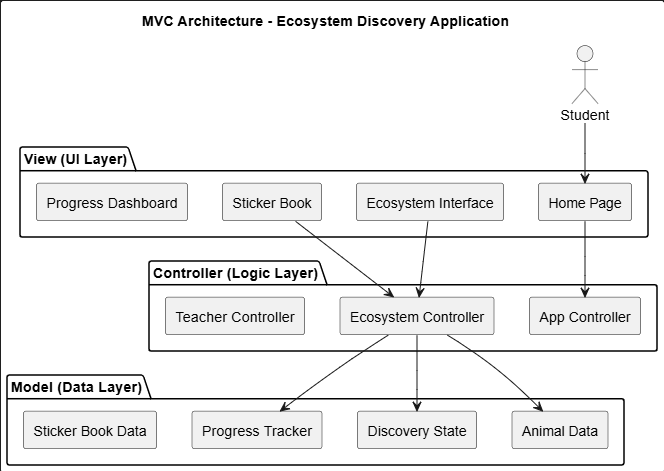 MVC Architecture - Ecosystem Discovery Application
Student
View (UI Layer)
Progress Dashboard
Sticker Book
Ecosystem Interface
Home Page
Controller (Logic Layer)
Teacher Controller
Ecosystem Controller
App Controller
Model (Data Layer)
Sticker Book Data
Progress Tracker
Discovery State
Animal Data